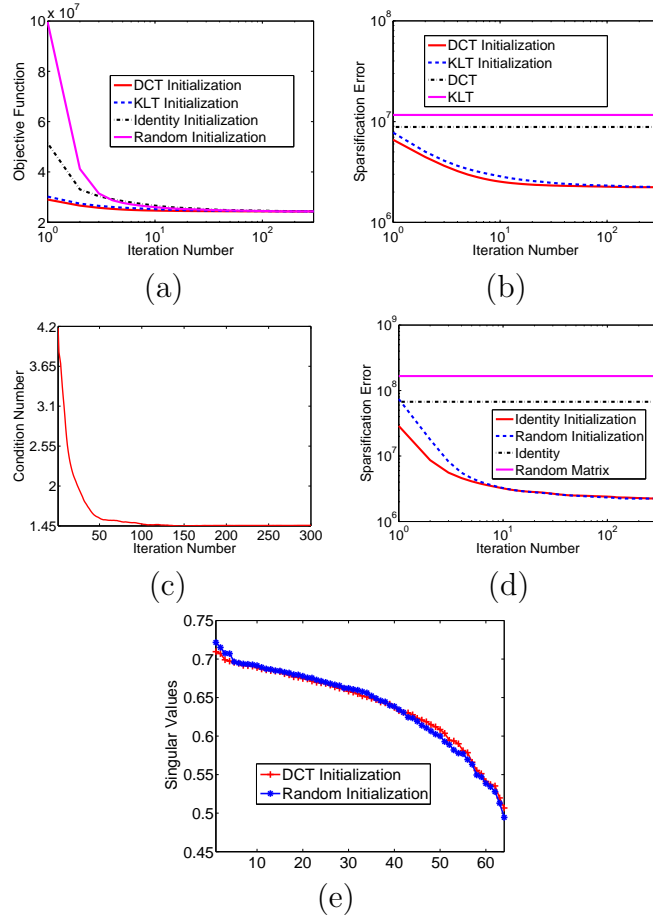 x 10^7
10
8
6
4
2
10^0
10^1
10^2
Objective Function
Iteration Number
DCT Initialization
KLT Initialization
Identity Initialization
Random Initialization
(a)
10^8
10^7
10^6
10^0
10^1
10^2
Sparsification Error
Iteration Number
DCT Initialization
KLT Initialization
DCT
KLT
(b)
4.2
3.65
3.1
2.55
2
1.45
50
100
150
200
250
300
Condition Number
Iteration Number
(c)
10^9
10^8
10^7
10^6
10^0
10^1
10^2
Sparsification Error
Iteration Number
Identity Initialization
Random Initialization
Identity
Random Matrix
(d)
0.75
0.7
0.65
0.6
0.55
0.5
0.45
10
20
30
40
50
60
Singular Values
DCT Initialization
Random Initialization
(e)